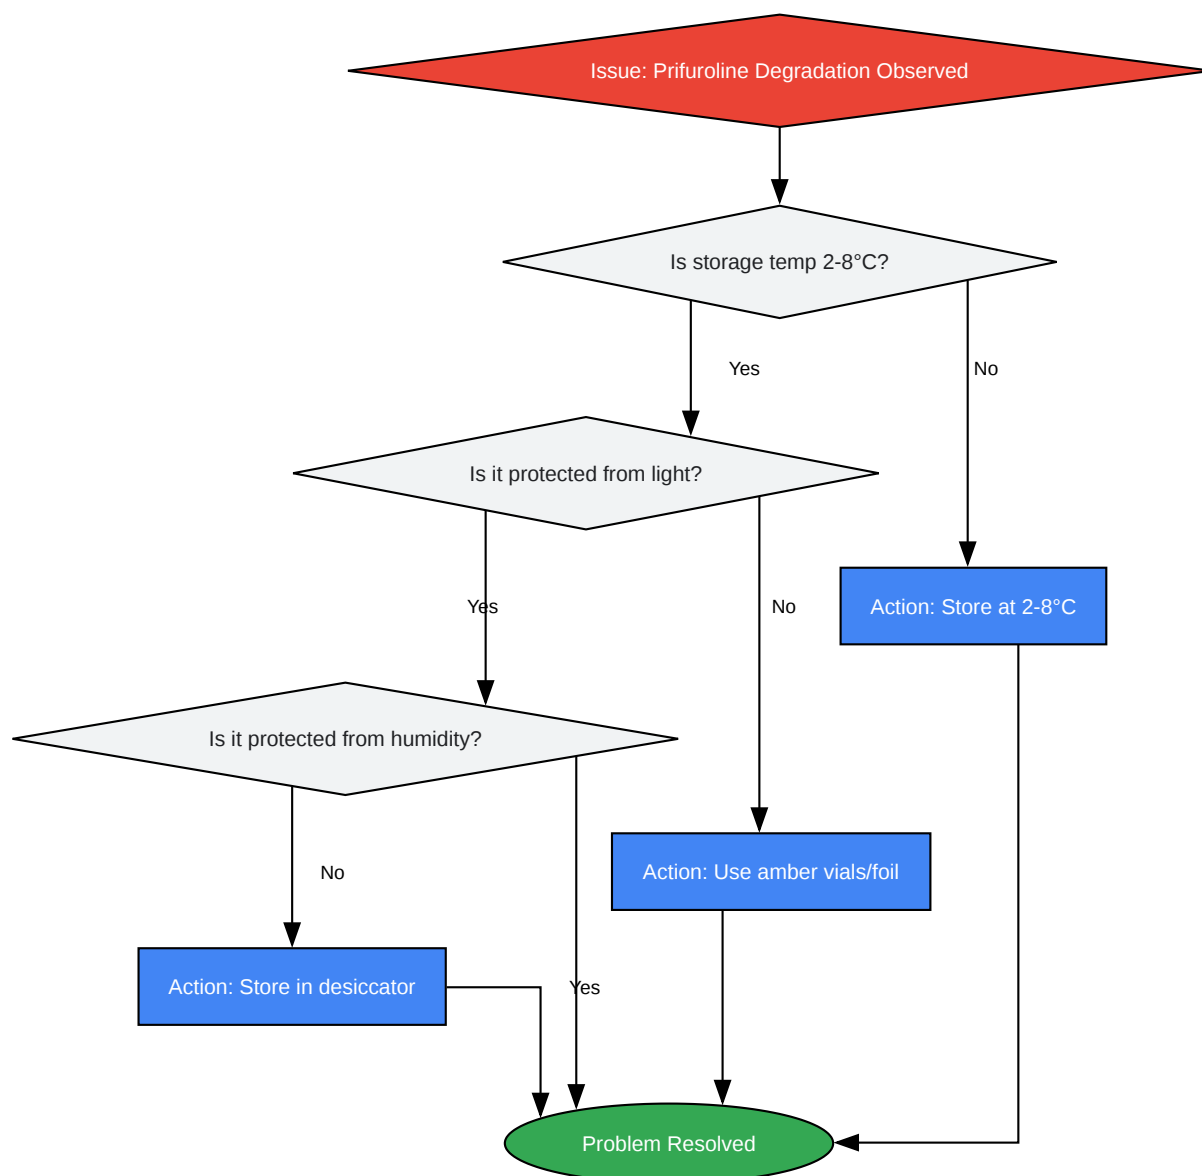 Issue: Prifuroline Degradation Observed
Is storage temp 2-8°C?
Yes
No
Is it protected from light?
Yes
No
Action: Store at 2-8°C
Is it protected from humidity?
No
Action: Use amber vials/foil
Action: Store in desiccator
Yes
Problem Resolved